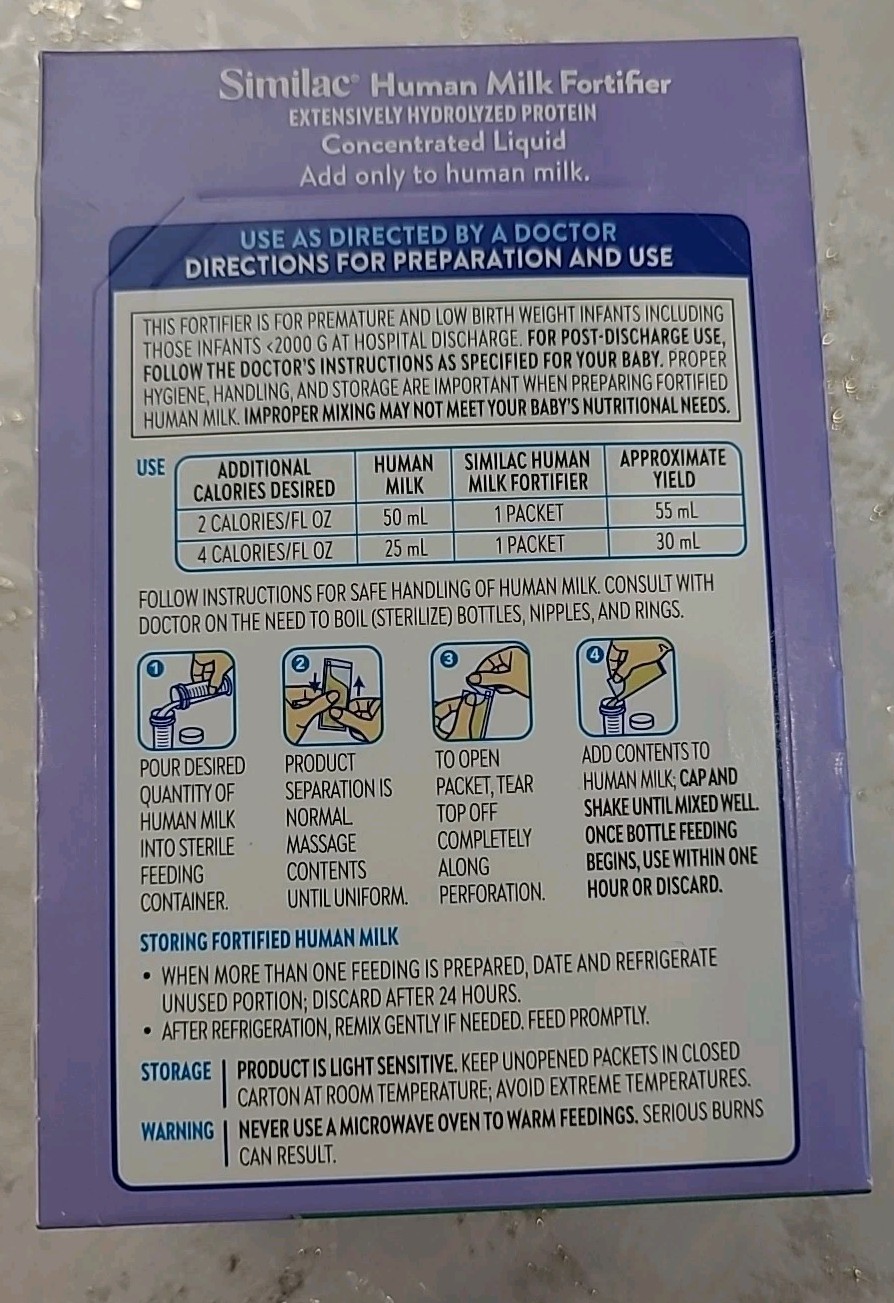 Similac® Human Milk Fortifier
EXTENSIVELY HYDROLYZED PROTEIN
Concentrated Liquid
Add only to human milk.
USE AS DIRECTED BY A DOCTOR
DIRECTIONS FOR PREPARATION AND USE
THIS FORTIFIER IS FOR PREMATURE AND LOW BIRTH WEIGHT INFANTS INCLUDING
THOSE INFANTS <2000 G AT HOSPITAL DISCHARGE. FOR POST-DISCHARGE USE,
FOLLOW THE DOCTOR'S INSTRUCTIONS AS SPECIFIED FOR YOUR BABY. PROPER
HYGIENE, HANDLING, AND STORAGE ARE IMPORTANT WHEN PREPARING FORTIFIED
HUMAN MILK. IMPROPER MIXING MAY NOT MEET YOUR BABY'S NUTRITIONAL NEEDS.
USE
ADDITIONAL CALORIES DESIRED
HUMAN MILK
SIMILAC HUMAN MILK FORTIFIER
APPROXIMATE YIELD
2 CALORIES/FL OZ 50 mL 1 PACKET 55 mL
4 CALORIES/FL OZ 25 mL 1 PACKET 30 mL
FOLLOW INSTRUCTIONS FOR SAFE HANDLING OF HUMAN MILK. CONSULT WITH
DOCTOR ON THE NEED TO BOIL (STERILIZE) BOTTLES, NIPPLES, AND RINGS.
1
POUR DESIRED
QUANTITY OF
HUMAN MILK
INTO STERILE
FEEDING
CONTAINER.
2
PRODUCT
SEPARATION IS
NORMAL.
MASSAGE
CONTENTS
UNTIL UNIFORM.
3
TO OPEN
PACKET, TEAR
TOP OFF
COMPLETELY
ALONG
PERFORATION.
4
ADD CONTENTS TO
HUMAN MILK; CAP AND
SHAKE UNTIL MIXED WELL.
ONCE BOTTLE FEEDING
BEGINS, USE WITHIN ONE
HOUR OR DISCARD.
STORING FORTIFIED HUMAN MILK
• WHEN MORE THAN ONE FEEDING IS PREPARED, DATE AND REFRIGERATE
UNUSED PORTION; DISCARD AFTER 24 HOURS.
• AFTER REFRIGERATION, REMIX GENTLY IF NEEDED. FEED PROMPTLY.
STORAGE PRODUCT IS LIGHT SENSITIVE. KEEP UNOPENED PACKETS IN CLOSED
CARTON AT ROOM TEMPERATURE; AVOID EXTREME TEMPERATURES.
WARNING NEVER USE A MICROWAVE OVEN TO WARM FEEDINGS. SERIOUS BURNS
CAN RESULT.